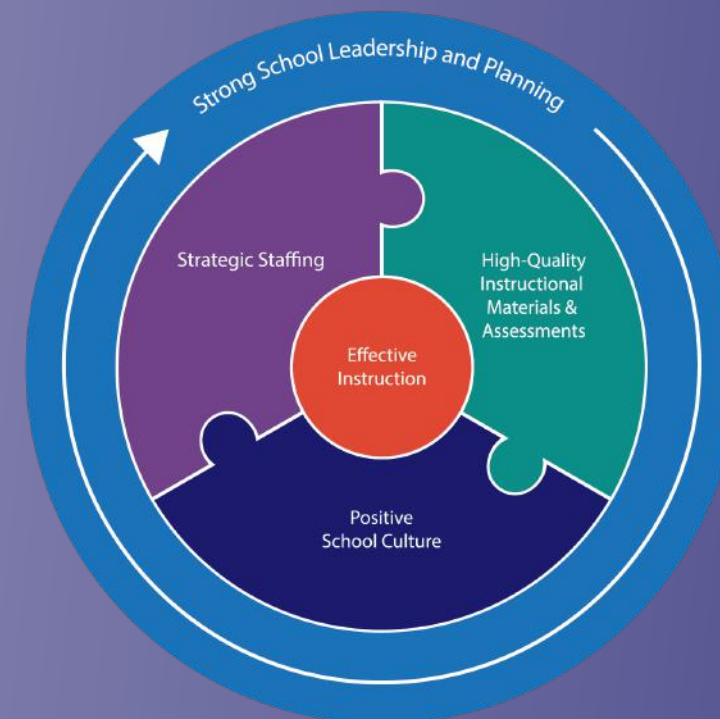 Strong School Leadership and Planning
Strategic Staffing
High-Quality
Instructional
Materials &
Assessments
Effective
Instruction
Positive
School Culture